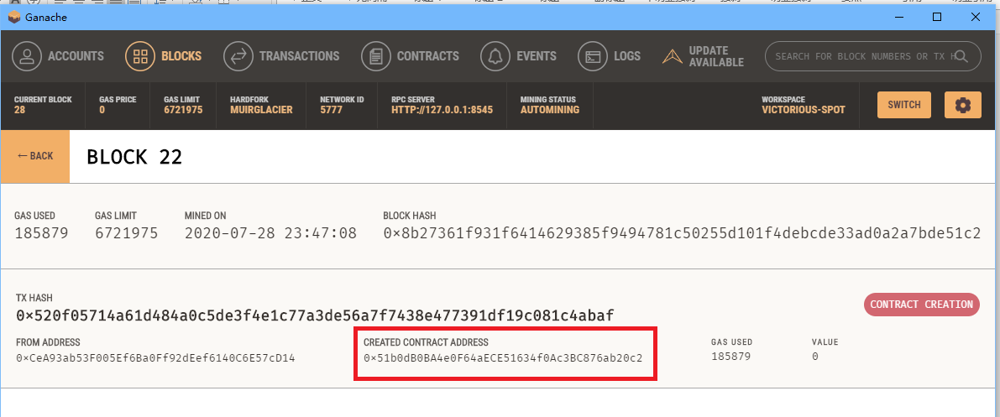 Ganache
ACCOUNTS BLOCKS TRANSACTIONS CONTRACTS EVENTS LOGS UPDATE AVAILABLE SEARCH FOR BLOCK NUMBERS OR TX H
CURRENT BLOCK GAS PRICE GAS LIMIT HARDFORK NETWORK ID RPC SERVER MINING STATUS WORKSPACE
28 0 6721975 MUIRGLACIER 5777 HTTP://127.0.0.1:8545 AUTOMINING VICTORIOUS-SPOT SWITCH
← BACK BLOCK 22
GAS USED GAS LIMIT MINED ON BLOCK HASH
185879 6721975 2020-07-28 23:47:08 0×8b27361f931f6414629385f9494781c50255d101f4debcde33ad0a2a7bde51c2
TX HASH
0×520f05714a61d484a0c5de3f4e1c77a3de56a7f7438e477391df19c081c4abaf CONTRACT CREATION
FROM ADDRESS CREATED CONTRACT ADDRESS GAS USED VALUE
0×CeA93ab53F005Ef6Ba0Ff92dEef6140C6E57cD14 0×51b0dB0BA4e0F64aECE51634f0Ac3BC876ab20c2 185879 0